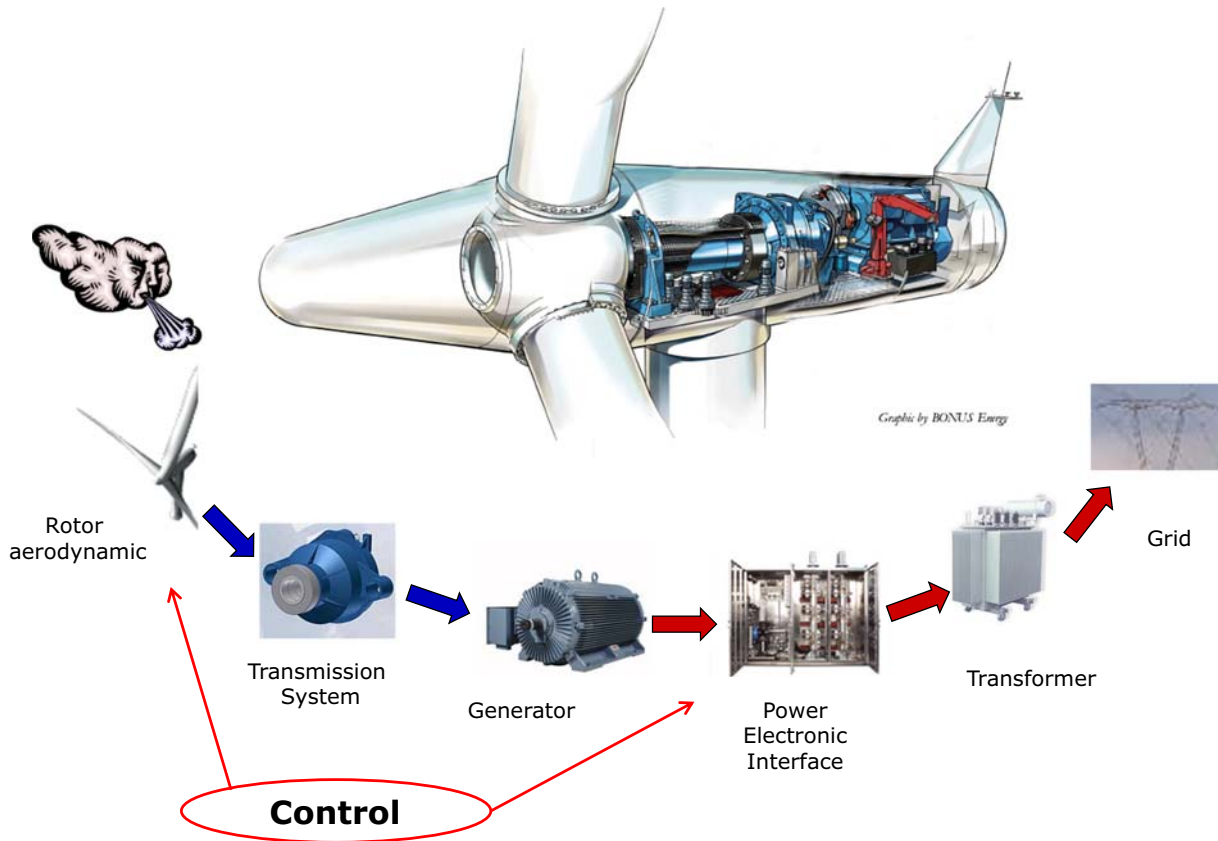 Graphic by BONUS Energy
Rotor
aerodynamic
Transmission
System
Generator
Power
Electronic
Interface
Transformer
Grid
Control